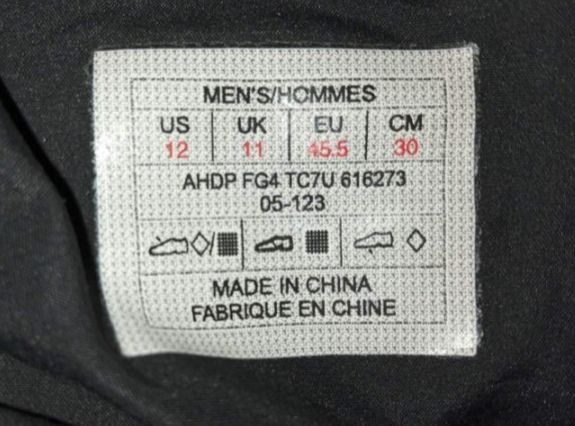 MEN'S/HOMMES
US UK EU CM
12 11 45.5 30
AHDP FG4 TC7U 616273
05-123
MADE IN CHINA
FABRIQUE EN CHINE